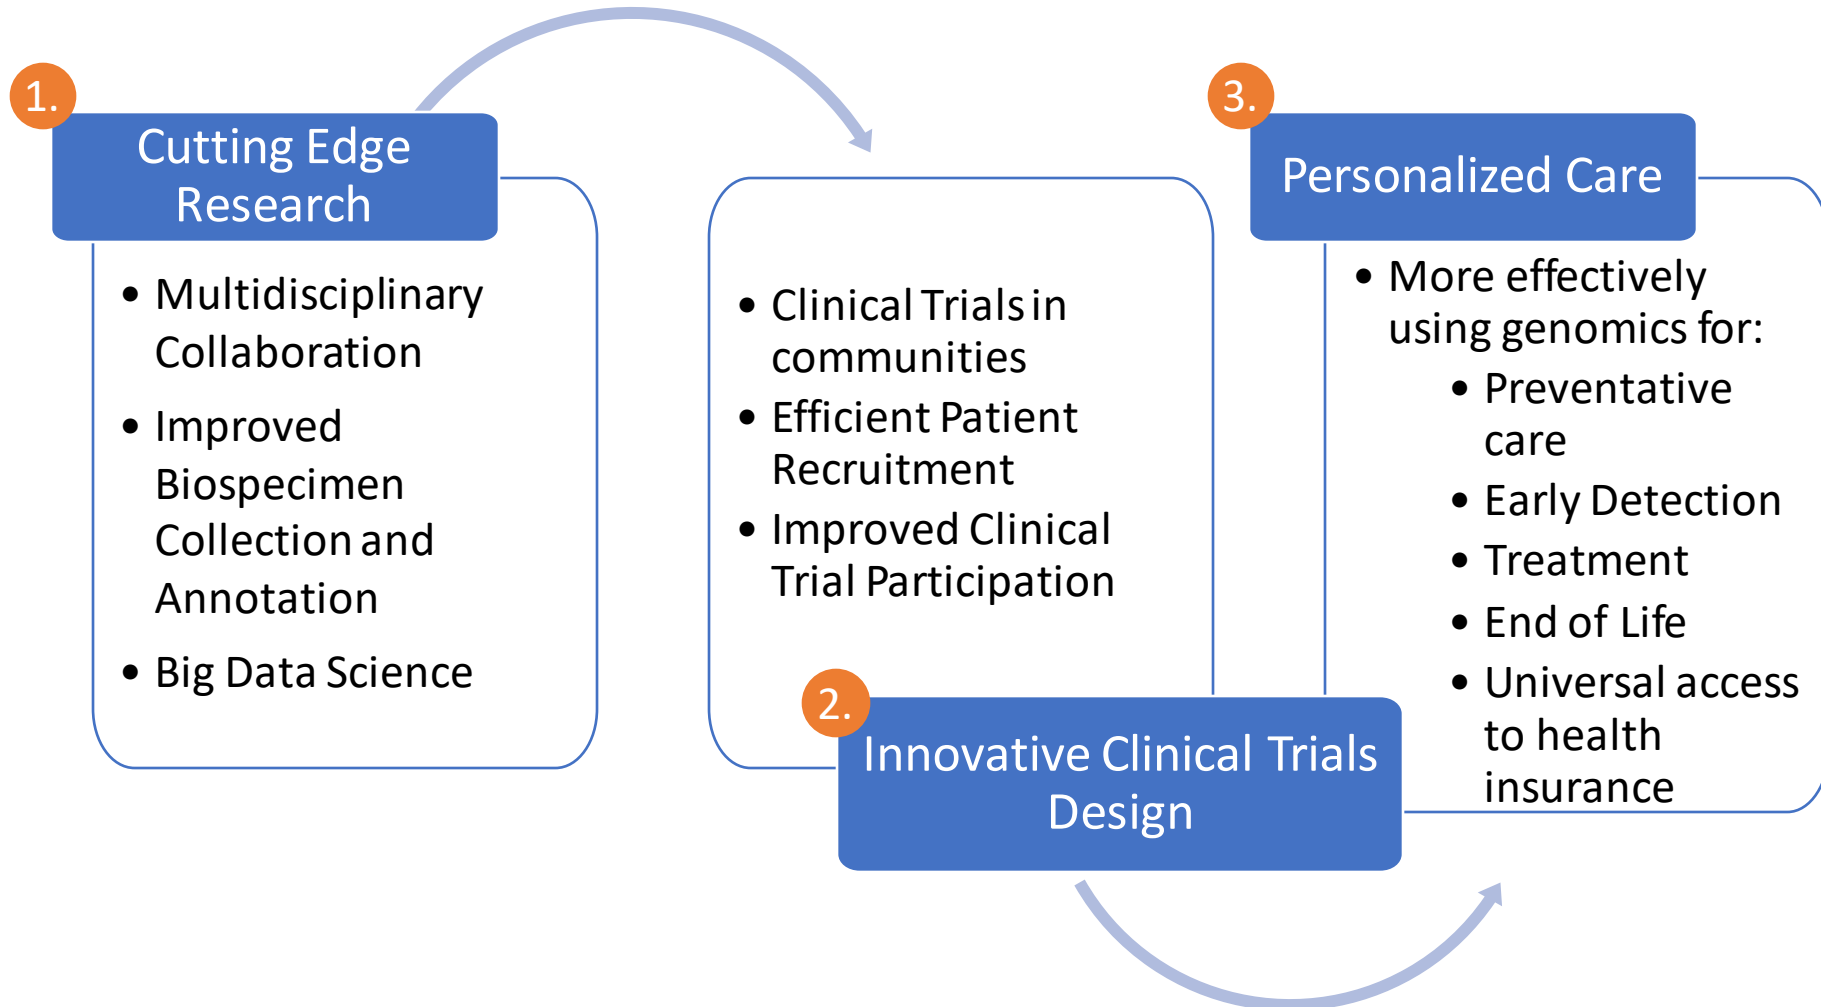 1.
Cutting Edge
Research
• Multidisciplinary
Collaboration
• Improved
Biospecimen
Collection and
Annotation
• Big Data Science
• Clinical Trials in
communities
• Efficient Patient
Recruitment
• Improved Clinical
Trial Participation
2.
Innovative Clinical Trials
Design
3.
Personalized Care
• More effectively
using genomics for:
• Preventative
care
• Early Detection
• Treatment
• End of Life
• Universal access
to health
insurance